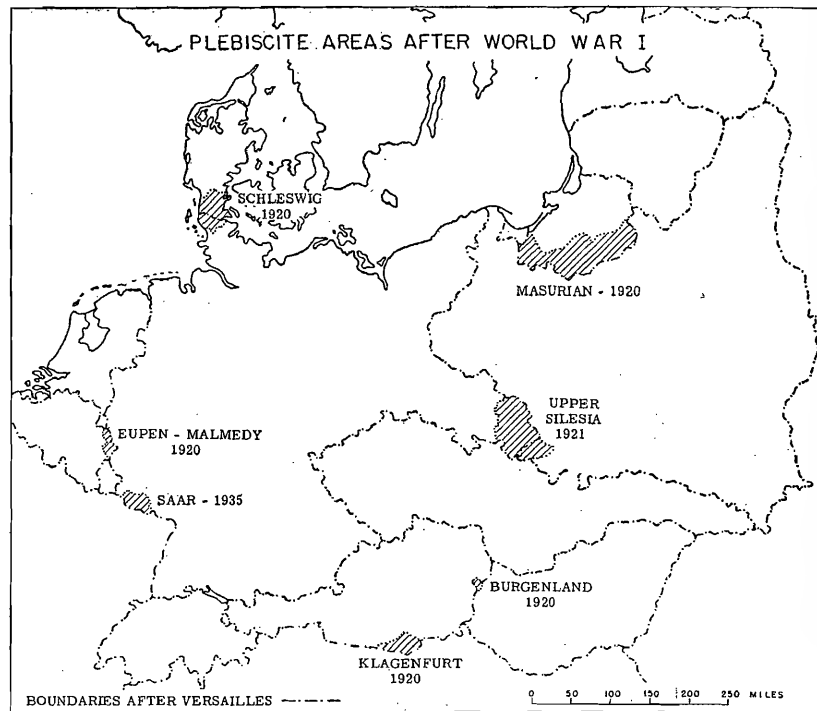 PLEBISCITE AREAS AFTER WORLD WAR I
SCHLESWIG
1920
MASURIAN - 1920
UPPER
SILESIA
1921
EUPEN - MALMEDY
1920
SAAR - 1935
BURGENLAND
1920
KLAGENFURT
1920
BOUNDARIES AFTER VERSAILLES
0 50 100 150 200 250 MILES